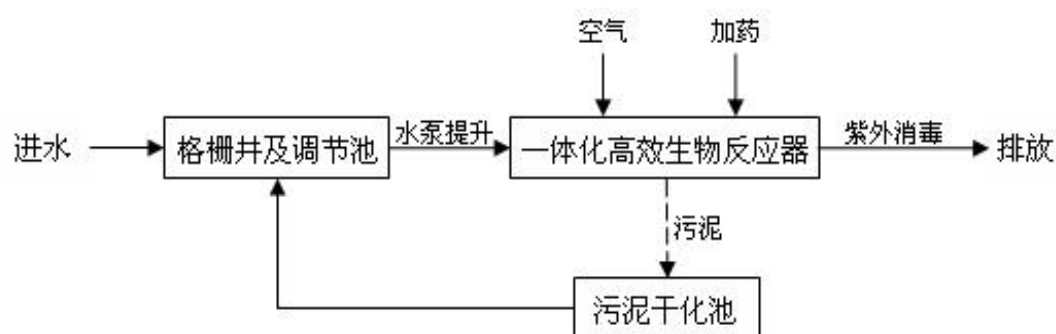 空气
加药
进水
格栅井及调节池
水泵提升
一体化高效生物反应器
紫外消毒
排放
污泥
污泥干化池